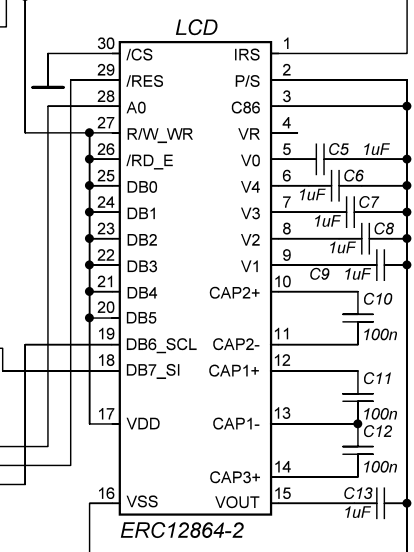 LCD
30 /CS IRS 1
29 /RES P/S 2
28 A0 C86 3
27 R/W_WR VR 4
26 /RD_E V0 5 C5 1uF
25 DB0 V4 6 1uF C6
24 DB1 V3 7 1uF C7
23 DB2 V2 8 1uF C8
22 DB3 V1 9 C9 1uF
21 DB4 CAP2+ 10 C10
20 DB5
100n
19 DB6_SCL CAP2- 11
18 DB7_SI CAP1+ 12
C11
100n
17 VDD CAP1- 13
C12
100n
CAP3+ 14
16 VSS VOUT 15 C13
1uF
ERC12864-2